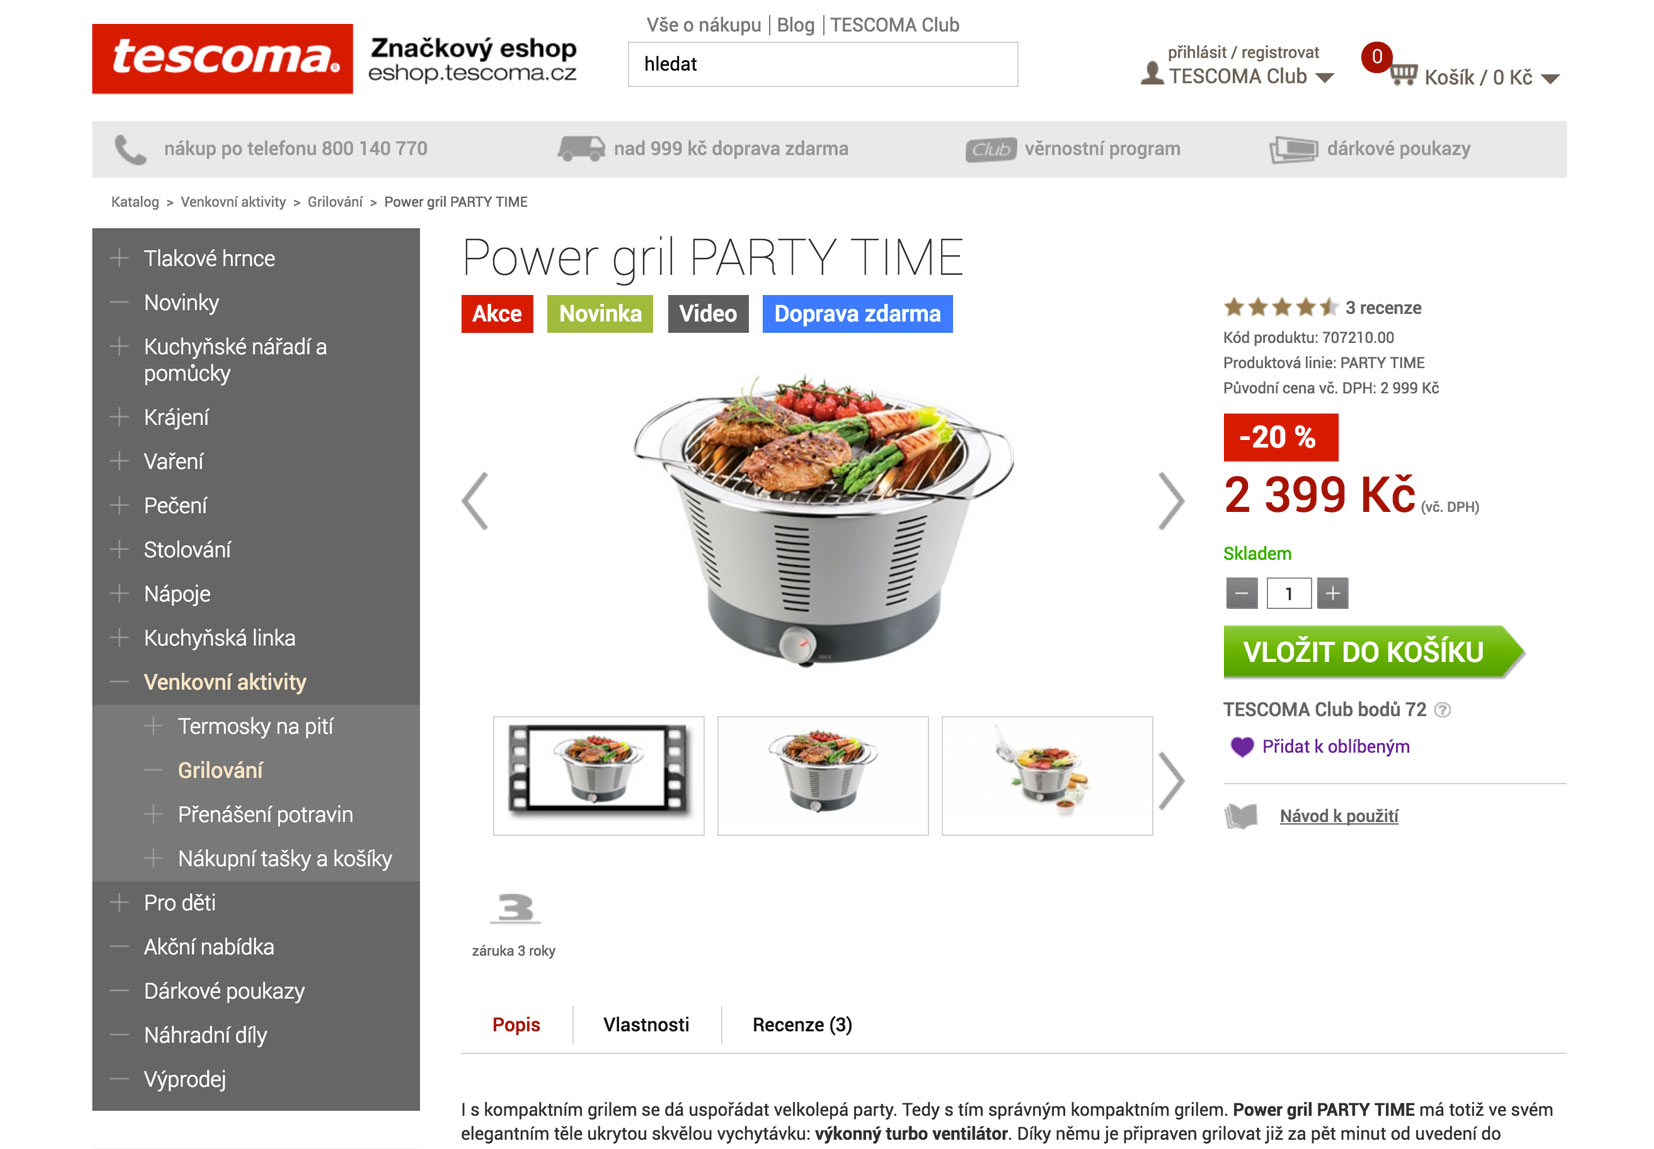 Vše o nákupu | Blog | TESCOMA Club
tescoma.
Značkový eshop
eshop.tescoma.cz
hledat
přihlásit / registrovat
TESCOMA Club
0
Košík / 0 Kč
nákup po telefonu 800 140 770
nad 999 kč doprava zdarma
Club
věrnostní program
dárkové poukazy
Katalog > Venkovní aktivity > Grilování > Power gril PARTY TIME
Tlakové hrnce
Novinky
Kuchyňské nářadí a
pomůcky
Krájení
Vaření
Pečení
Stolování
Nápoje
Kuchyňská linka
Venkovní aktivity
Termosky na pití
Grilování
Přenášení potravin
Nákupní tašky a košíky
Pro děti
Akční nabídka
Dárkové poukazy
Náhradní díly
Výprodej
Power gril PARTY TIME
Akce
Novinka
Video
Doprava zdarma
3 recenze
Kód produktu: 707210.00
Produktová linie: PARTY TIME
Původní cena vč. DPH: 2 999 Kč
-20 %
2 399 Kč (vč. DPH)
Skladem
1
VLOŽIT DO KOŠÍKU
TESCOMA Club bodů 72 ?
Přidat k oblíbeným
Návod k použití
3
záruka 3 roky
Popis
Vlastnosti
Recenze (3)
I s kompaktním grilem se dá uspořádat velkolepá party. Tedy s tím správným kompaktním grilem. Power gril PARTY TIME má totiž ve svém
elegantním těle ukrytou skvělou vychytávku: výkonný turbo ventilátor. Díky němu je připraven grilovat již za pět minut od uvedení do